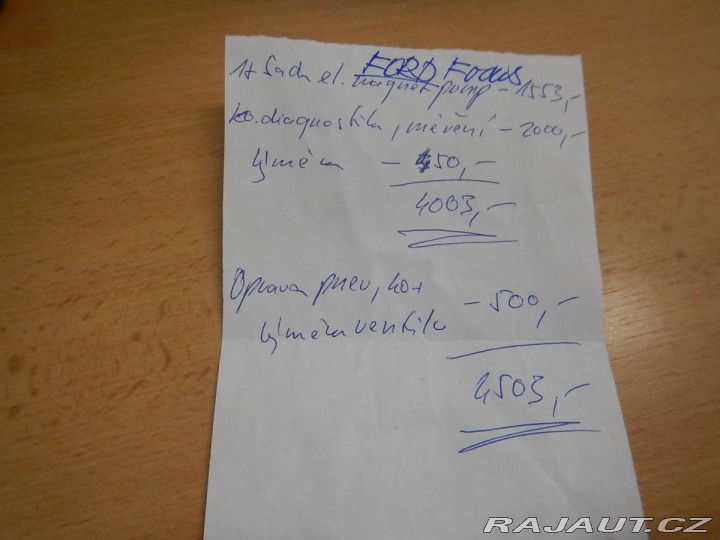 FORD Focus
1x Sada el. magnet pump - 1553,-
ko.diagnostika, měření - 2000,-
Výměna - 450,-
4003,-
Oprava pneu, ko+ - 500,-
Výměna ventilu
4503,-
RAJAUT.CZ